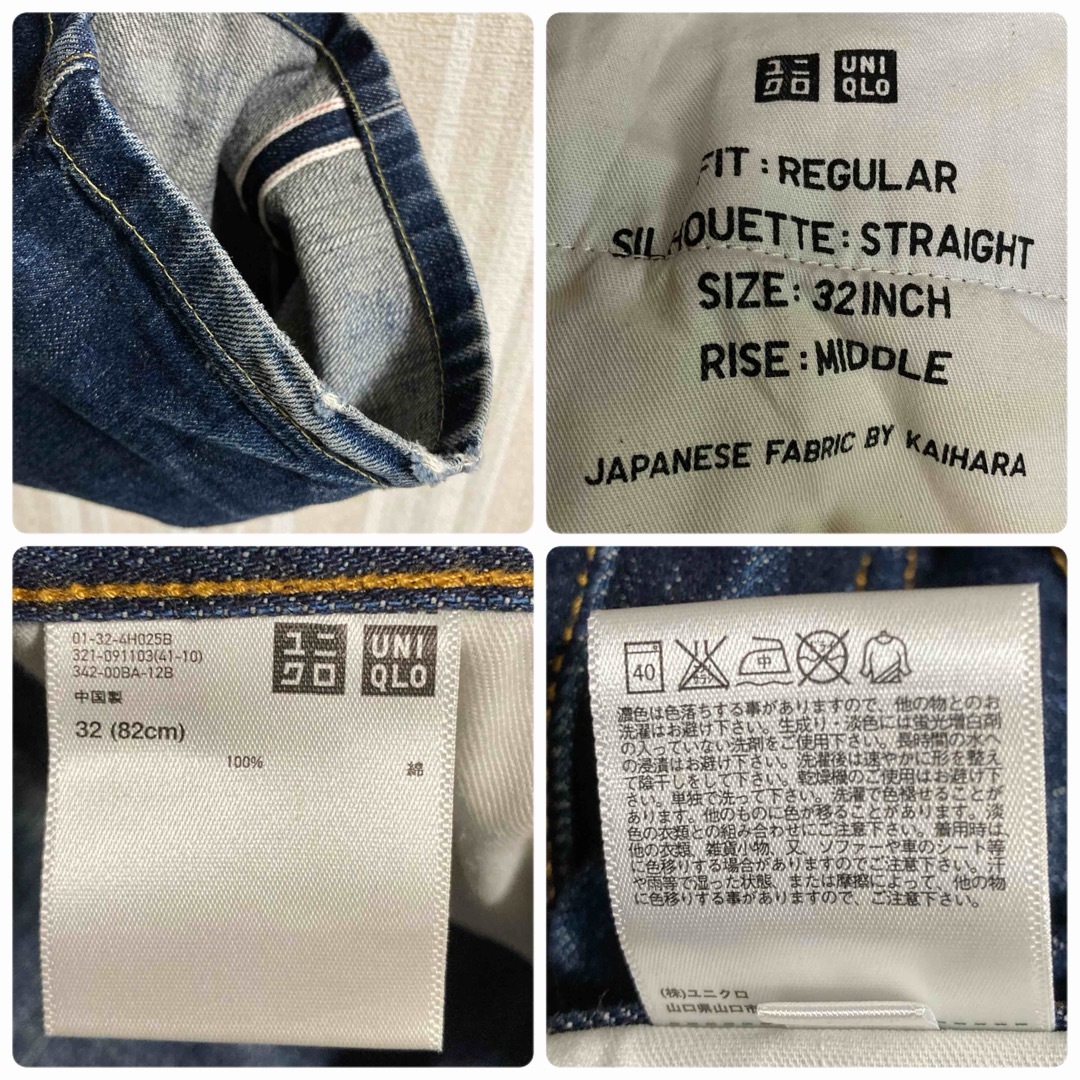 ユニ
クロ
UNI
QLO
FIT : REGULAR
SILHOUETTE : STRAIGHT
SIZE : 32INCH
RISE : MIDDLE
JAPANESE FABRIC BY KAIHARA
01-32-4H025B
321-091103(41-10)
342-00BA-12B
中国製
32 (82cm)
100% 綿
ユニ
クロ
UNI
QLO
40 中
濃色は色落ちする事がありますので、他の物とのお
洗濯はお避け下さい。生成り・淡色には蛍光増白剤
の入っていない洗剤をご使用下さい。長時間の水へ
の浸漬はお避け下さい。洗濯後は速やかに形を整え
て陰干しをして下さい。乾燥機のご使用はお避け下
さい。単独で洗って下さい。洗濯で色褪せることが
あります。他のものに色が移ることがあります。淡
色の衣類との組み合わせにご注意下さい。着用時は、
他の衣類、雑貨小物、又、ソファーや車のシート等
に色移りする場合がありますのでご注意下さい。汗
や雨等で湿った状態、または摩擦によって、他の物
に色移りする事がありますので、ご注意下さい。
(株)ユニクロ
山口県山口市